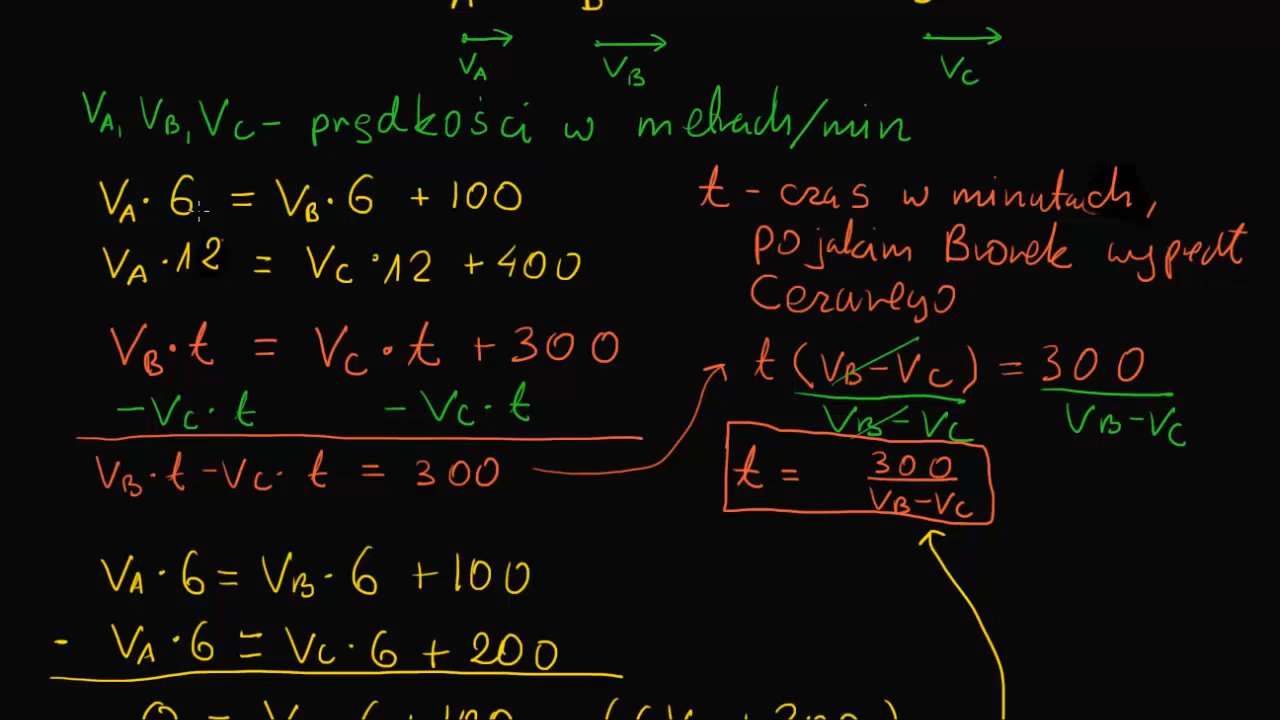 A B
V_A V_B V_C
V_A, V_B, V_C - prędkości w metrach/min
V_A · 6 = V_B · 6 + 100
V_A · 12 = V_C · 12 + 400
V_B · t = V_C · t + 300
- V_C · t - V_C · t
V_B · t - V_C · t = 300
t - czas w minutach,
po jakim Bronek wyprzedt
Cezarego
t (V_B - V_C) = 300
V_B - V_C V_B - V_C
t = 300 / (V_B - V_C)
V_A · 6 = V_B · 6 + 100
- V_A · 6 = V_C · 6 + 200